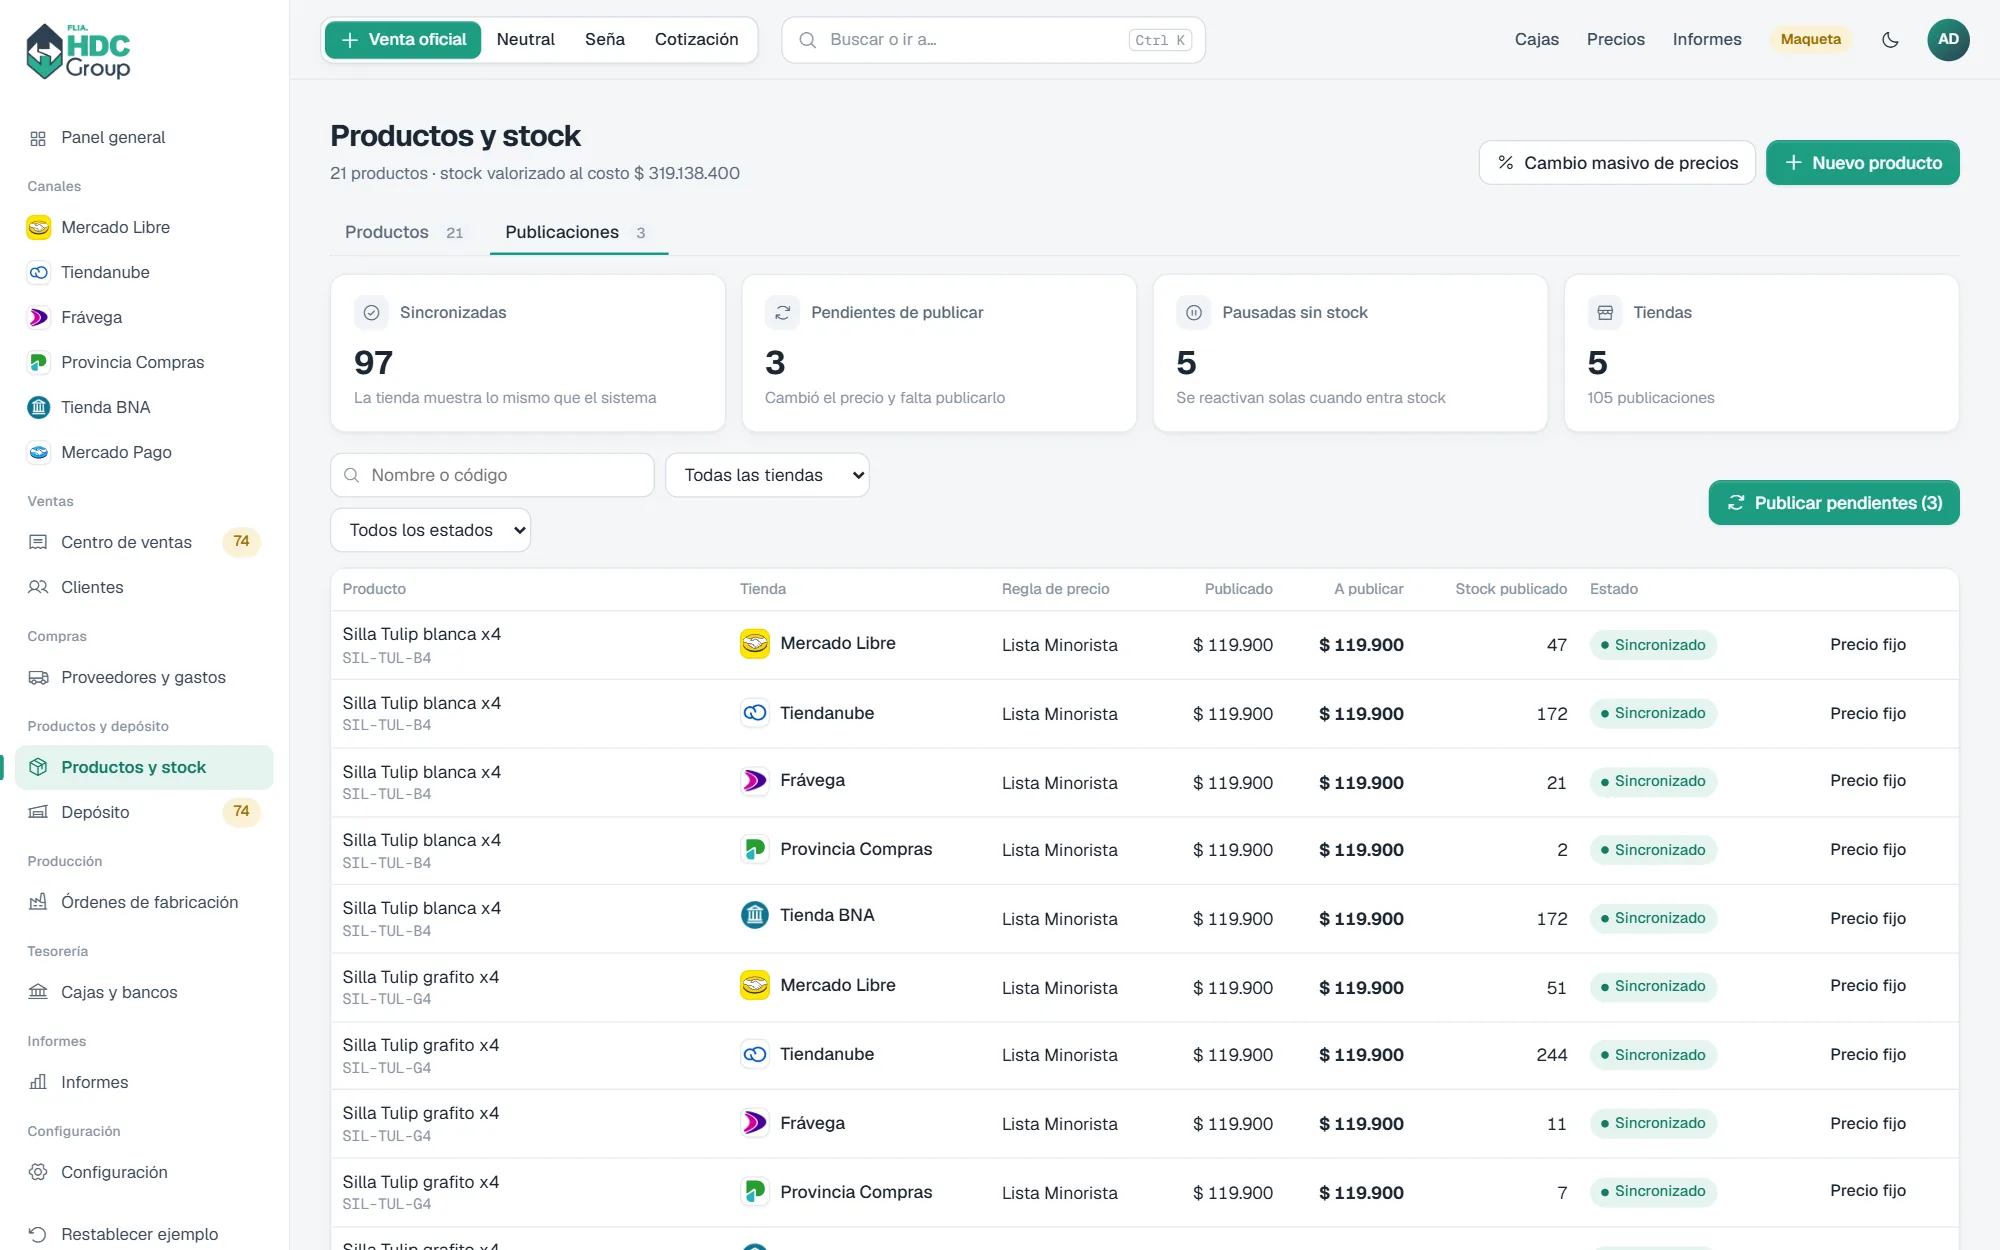 FLIA.
HDC
Group
Venta oficial
Neutral
Seña
Cotización
Buscar o ir a...
Ctrl K
Cajas
Precios
Informes
Maqueta
AD
Panel general
Canales
Mercado Libre
Tiendanube
Frávega
Provincia Compras
Tienda BNA
Mercado Pago
Ventas
Centro de ventas 74
Clientes
Compras
Proveedores y gastos
Productos y depósito
Productos y stock
Depósito 74
Producción
Órdenes de fabricación
Tesorería
Cajas y bancos
Informes
Informes
Configuración
Configuración
Restablecer ejemplo
Productos y stock
21 productos · stock valorizado al costo $ 319.138.400
% Cambio masivo de precios
Nuevo producto
Productos 21
Publicaciones 3
Sincronizadas
97
La tienda muestra lo mismo que el sistema
Pendientes de publicar
3
Cambió el precio y falta publicarlo
Pausadas sin stock
5
Se reactivan solas cuando entra stock
Tiendas
5
105 publicaciones
Nombre o código
Todas las tiendas
Todos los estados
Publicar pendientes (3)
Producto Tienda Regla de precio Publicado A publicar Stock publicado Estado
Silla Tulip blanca x4
SIL-TUL-B4
Mercado Libre Lista Minorista $ 119.900 $ 119.900 47 Sincronizado Precio fijo
Silla Tulip blanca x4
SIL-TUL-B4
Tiendanube Lista Minorista $ 119.900 $ 119.900 172 Sincronizado Precio fijo
Silla Tulip blanca x4
SIL-TUL-B4
Frávega Lista Minorista $ 119.900 $ 119.900 21 Sincronizado Precio fijo
Silla Tulip blanca x4
SIL-TUL-B4
Provincia Compras Lista Minorista $ 119.900 $ 119.900 2 Sincronizado Precio fijo
Silla Tulip blanca x4
SIL-TUL-B4
Tienda BNA Lista Minorista $ 119.900 $ 119.900 172 Sincronizado Precio fijo
Silla Tulip grafito x4
SIL-TUL-G4
Mercado Libre Lista Minorista $ 119.900 $ 119.900 51 Sincronizado Precio fijo
Silla Tulip grafito x4
SIL-TUL-G4
Tiendanube Lista Minorista $ 119.900 $ 119.900 244 Sincronizado Precio fijo
Silla Tulip grafito x4
SIL-TUL-G4
Frávega Lista Minorista $ 119.900 $ 119.900 11 Sincronizado Precio fijo
Silla Tulip grafito x4
SIL-TUL-G4
Provincia Compras Lista Minorista $ 119.900 $ 119.900 7 Sincronizado Precio fijo
Silla Tulip grafito x4